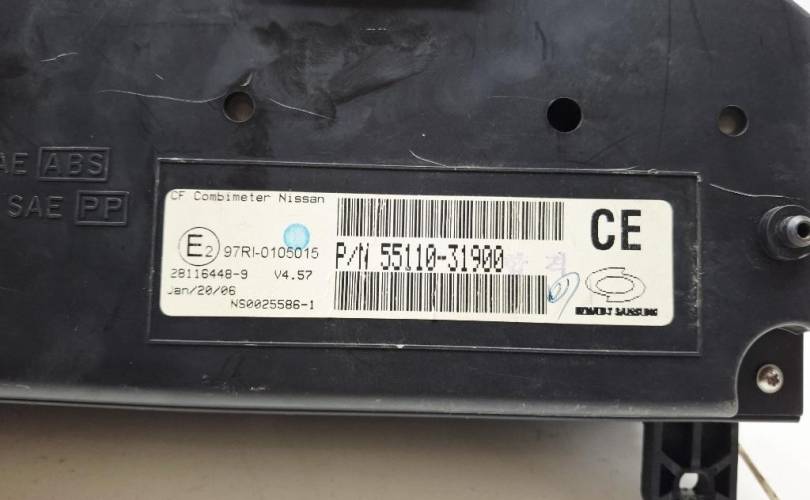 AE ABS
SAE PP
CF Combimeter Nissan
E2 97RI-0105015
28116448-9 V4.57
Jan/20/06
NS0025586-1
P/N 55110-31900
CE
RENAULT SAMSUNG